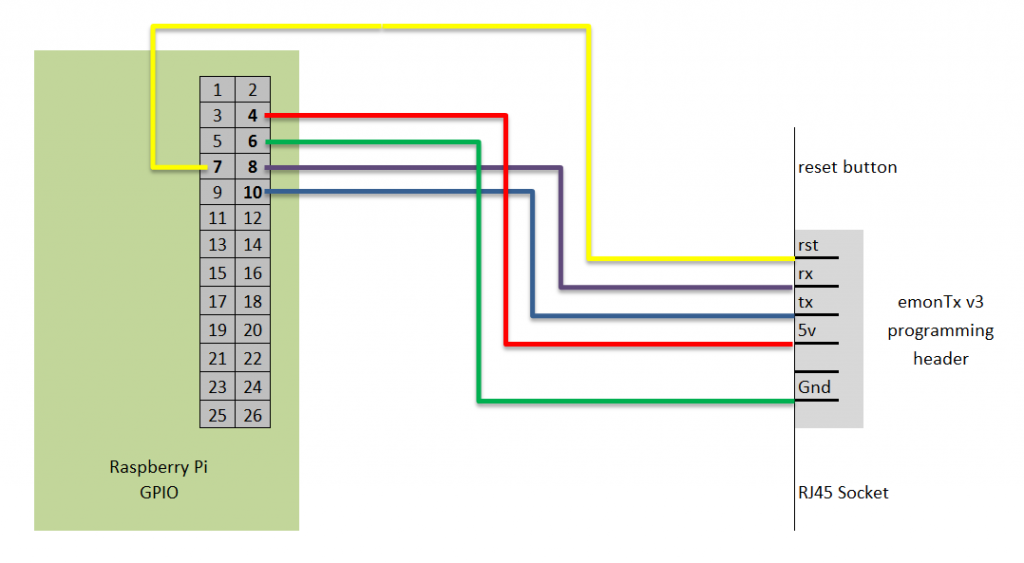 1 2
3 4
5 6
7 8
9 10
11 12
13 14
15 16
17 18
19 20
21 22
23 24
25 26
Raspberry Pi
GPIO
reset button
rst
rx
tx
5v
Gnd
emonTx v3
programming
header
RJ45 Socket